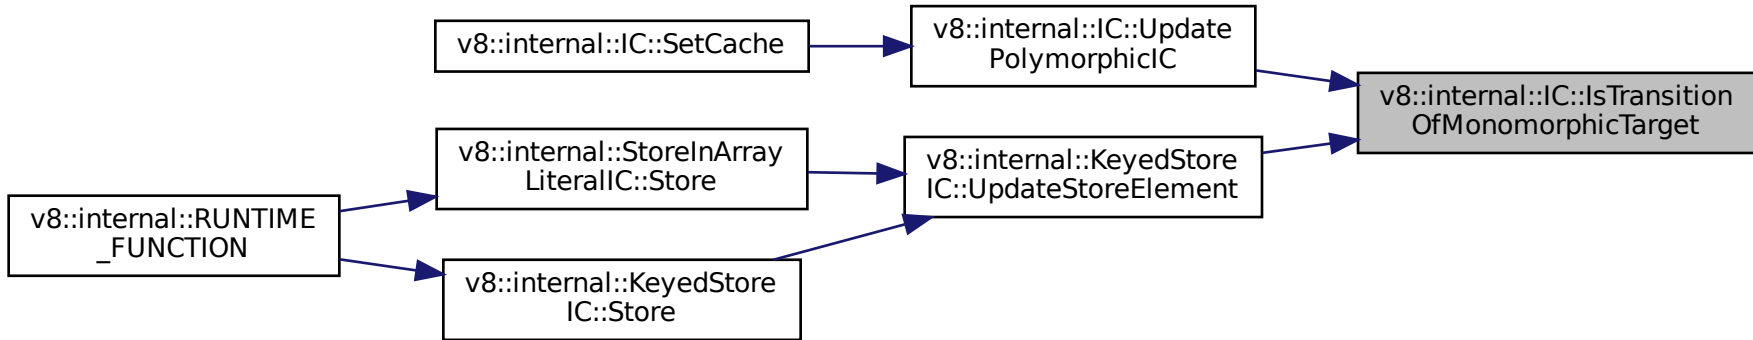 v8::internal::IC::SetCache
v8::internal::IC::Update
PolymorphicIC
v8::internal::IC::IsTransition
OfMonomorphicTarget
v8::internal::StoreInArray
LiteralIC::Store
v8::internal::KeyedStore
IC::UpdateStoreElement
v8::internal::RUNTIME
_FUNCTION
v8::internal::KeyedStore
IC::Store